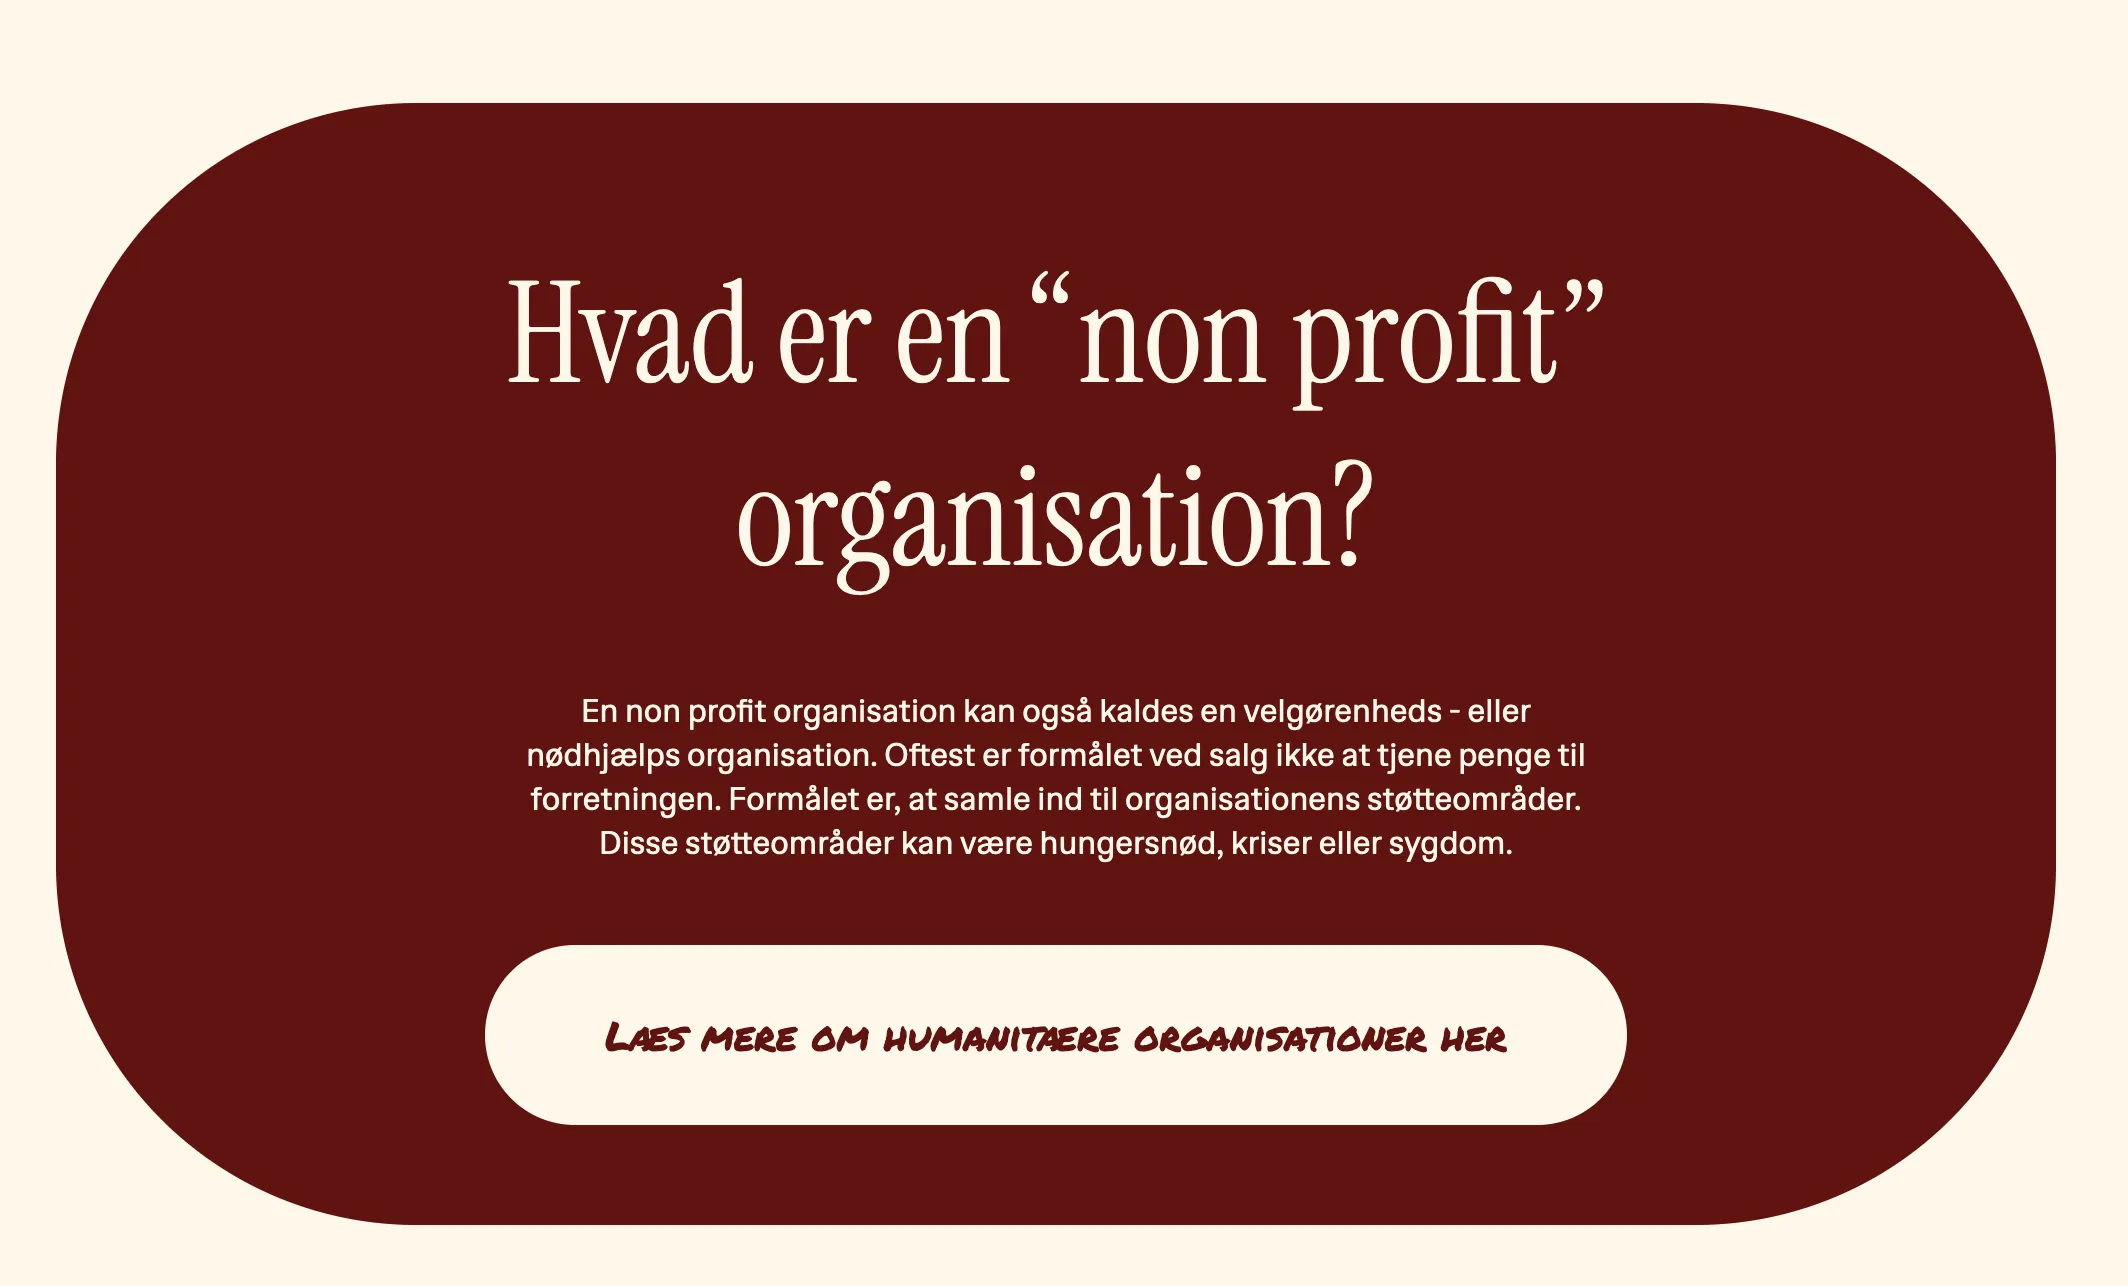 Hvad er en “non profit”
organisation?
En non profit organisation kan også kaldes en velgørenheds - eller
nødhjælps organisation. Oftest er formålet ved salg ikke at tjene penge til
forretningen. Formålet er, at samle ind til organisationens støtteområder.
Disse støtteområder kan være hungersnød, kriser eller sygdom.
Læs mere om humanitære organisationer her